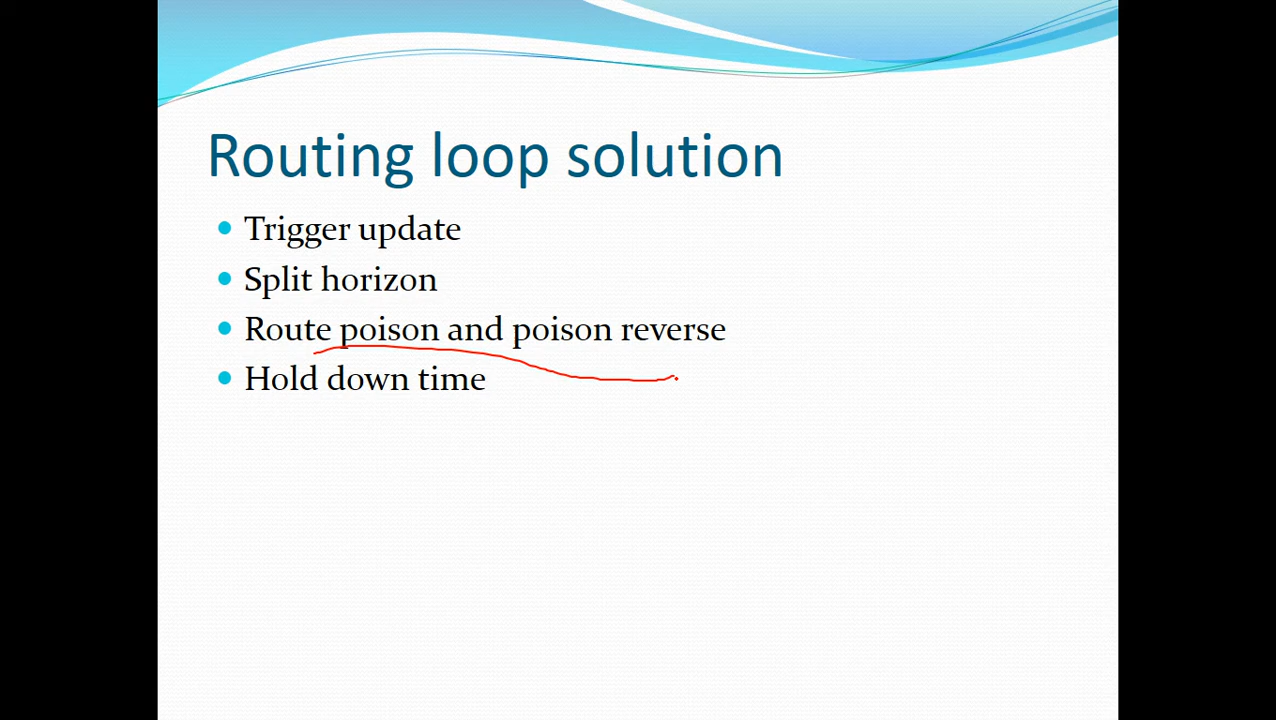 Routing loop solution
Trigger update
Split horizon
Route poison and poison reverse
Hold down time